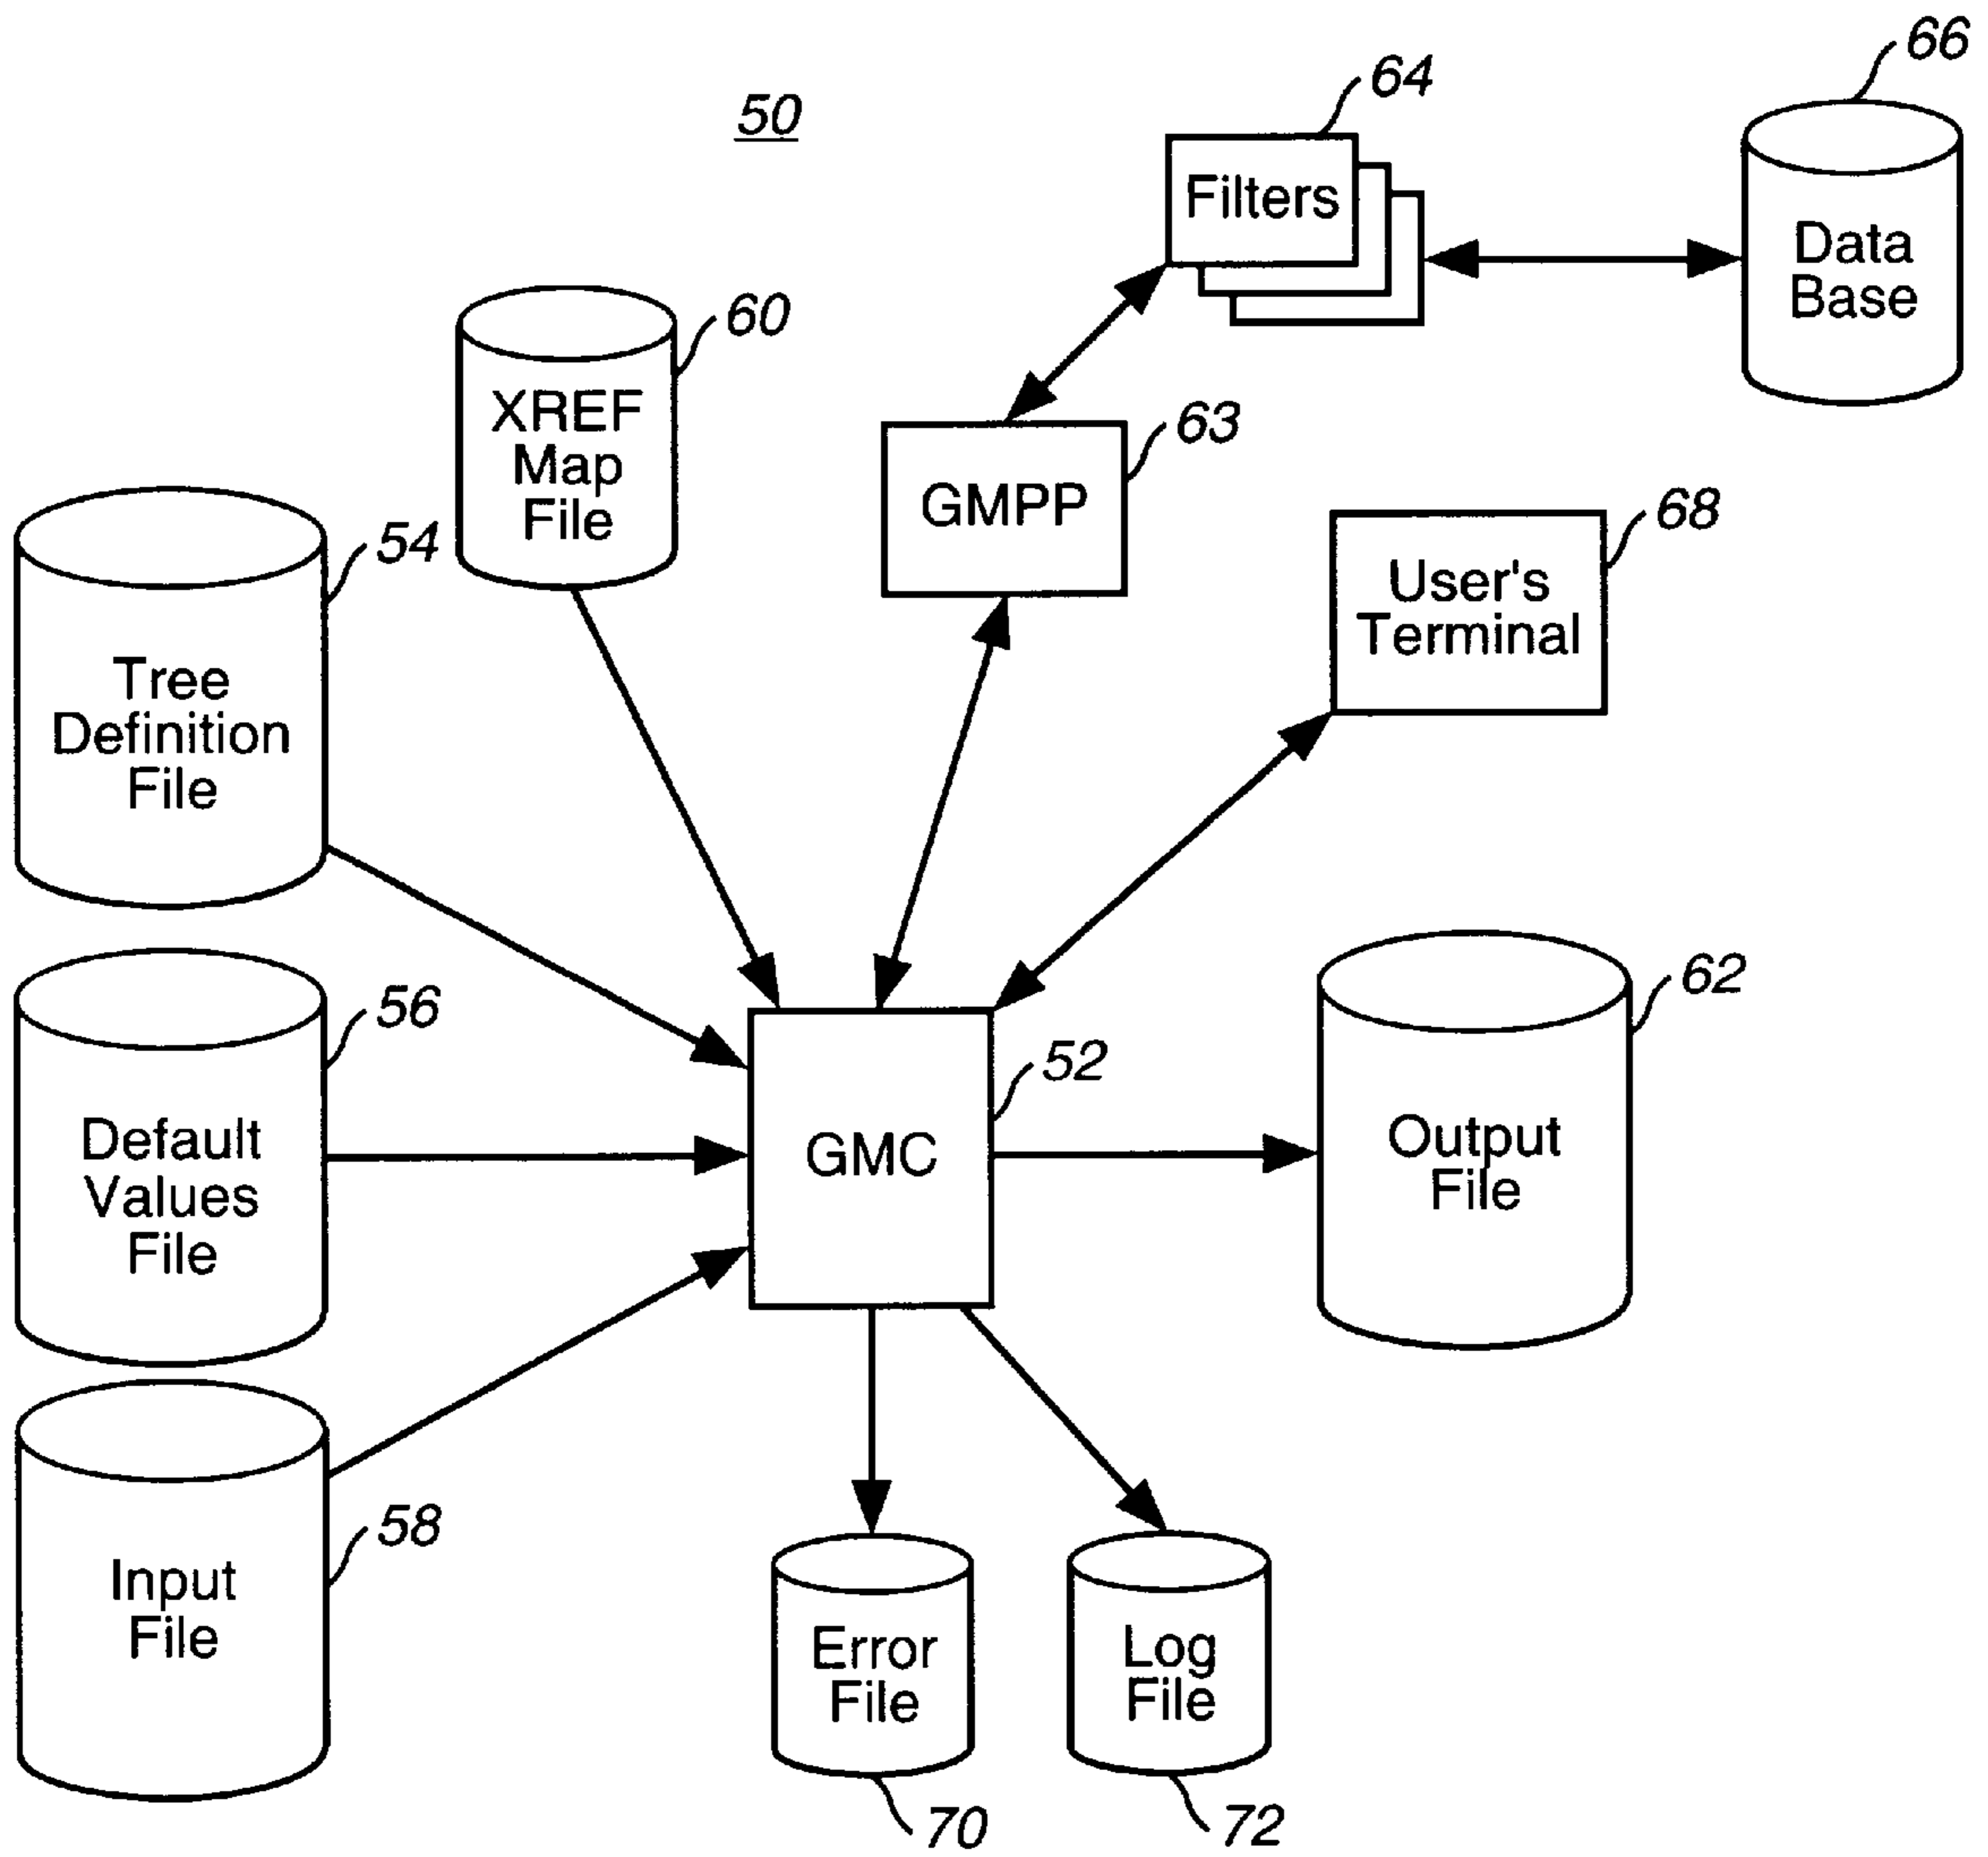 66
64
50
Filters
Data
Base
60
XREF
Map
File
63
GMPP
68
User's
Terminal
54
Tree
Definition
File
56
Default
Values
File
52
GMC
62
Output
File
58
Input
File
Error
File
Log
File
70
72